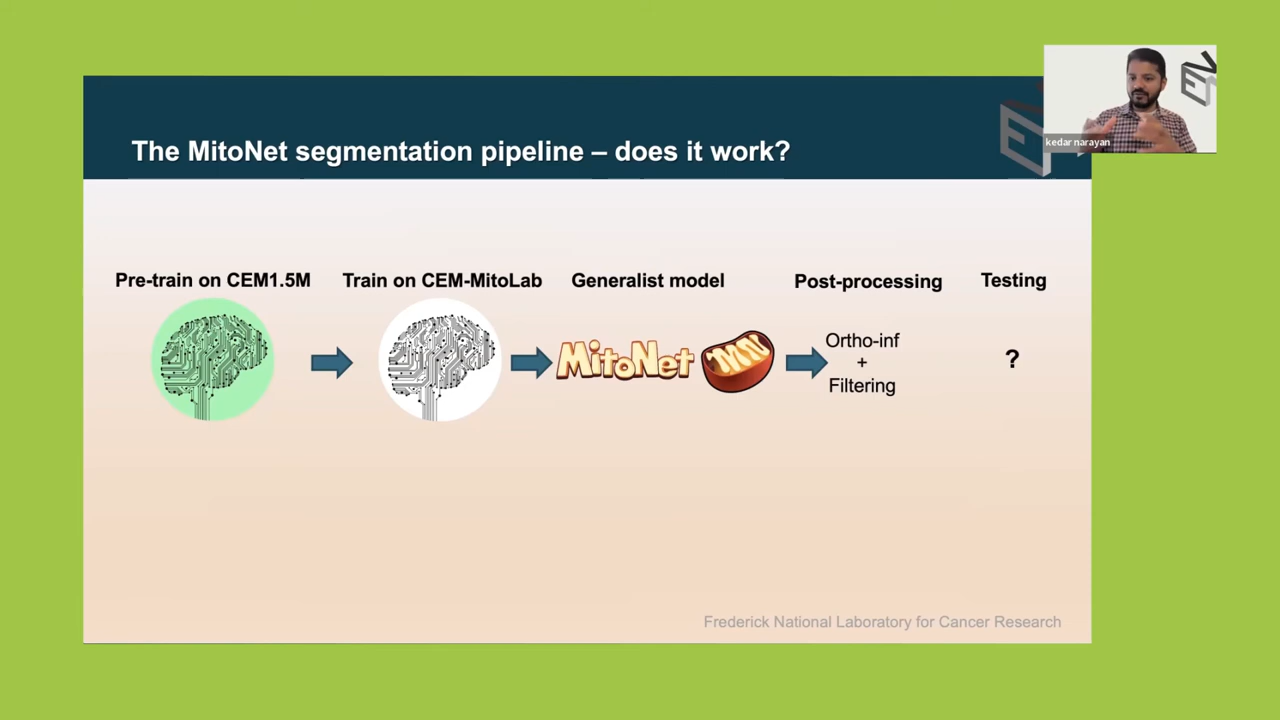 kedar narayan
The MitoNet segmentation pipeline – does it work?
Pre-train on CEM1.5M
Train on CEM-MitoLab
Generalist model
Post-processing
Testing
MitoNet
Ortho-inf
+
Filtering
?
Frederick National Laboratory for Cancer Research